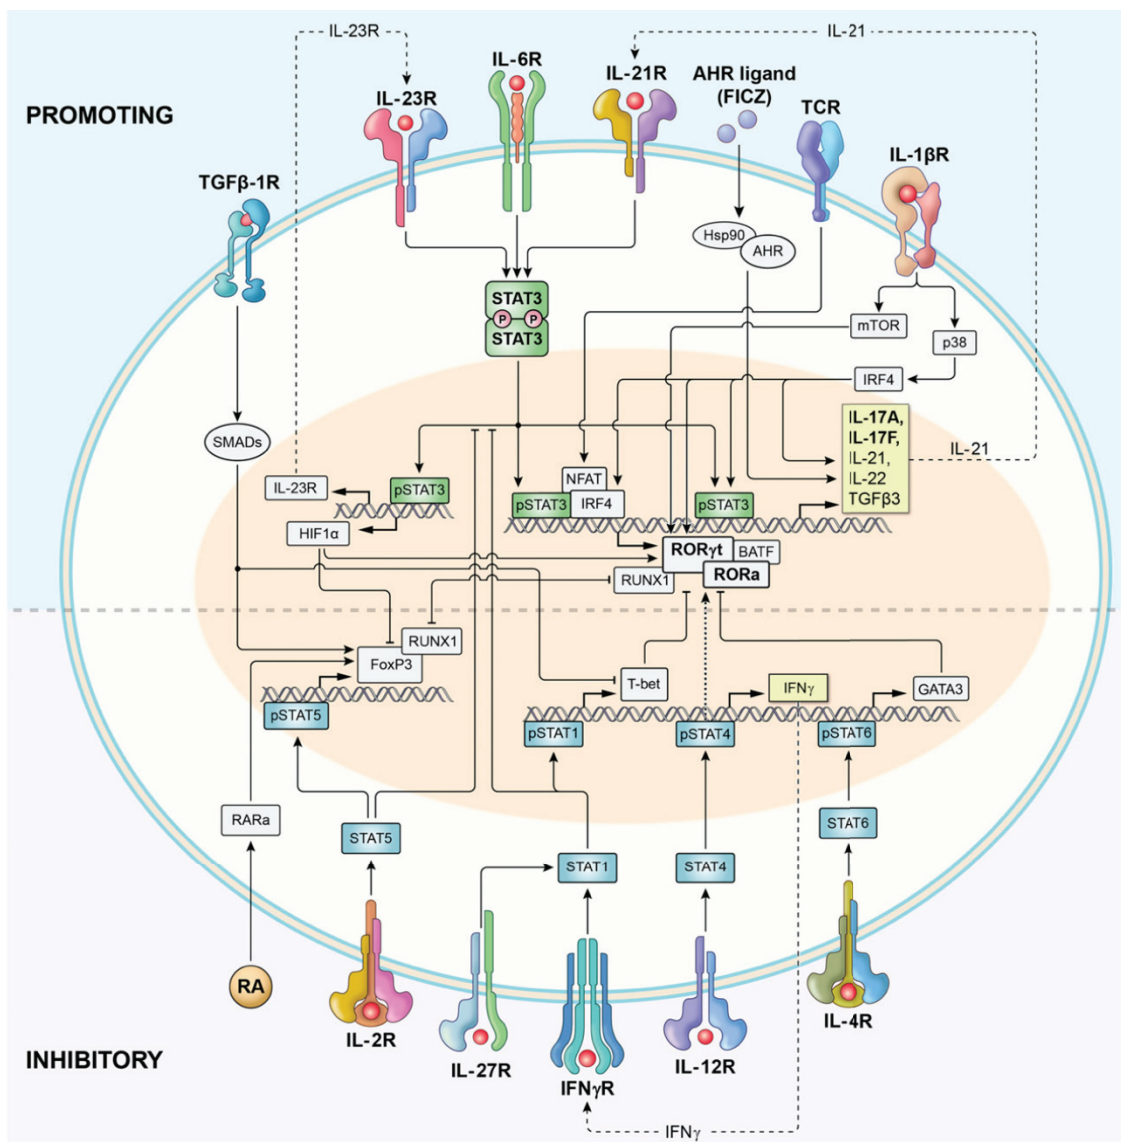 IL-23R
IL-21
IL-6R
IL-23R
IL-21R
AHR ligand
(FICZ)
TCR
PROMOTING
IL-1βR
TGFβ-1R
Hsp90
AHR
STAT3
P
P
STAT3
mTOR
p38
IRF4
SMADs
IL-17A,
IL-17F,
IL-21,
IL-22
TGFβ3
IL-21
IL-23R
pSTAT3
NFAT
pSTAT3
IRF4
pSTAT3
HIF1α
RORγt
BATF
RUNX1
RORa
RUNX1
FoxP3
T-bet
IFNγ
GATA3
pSTAT5
pSTAT1
pSTAT4
pSTAT6
RARa
STAT5
STAT6
STAT1
STAT4
RA
IL-2R
IL-4R
INHIBITORY
IL-27R
IFNγR
IL-12R
IFNγ